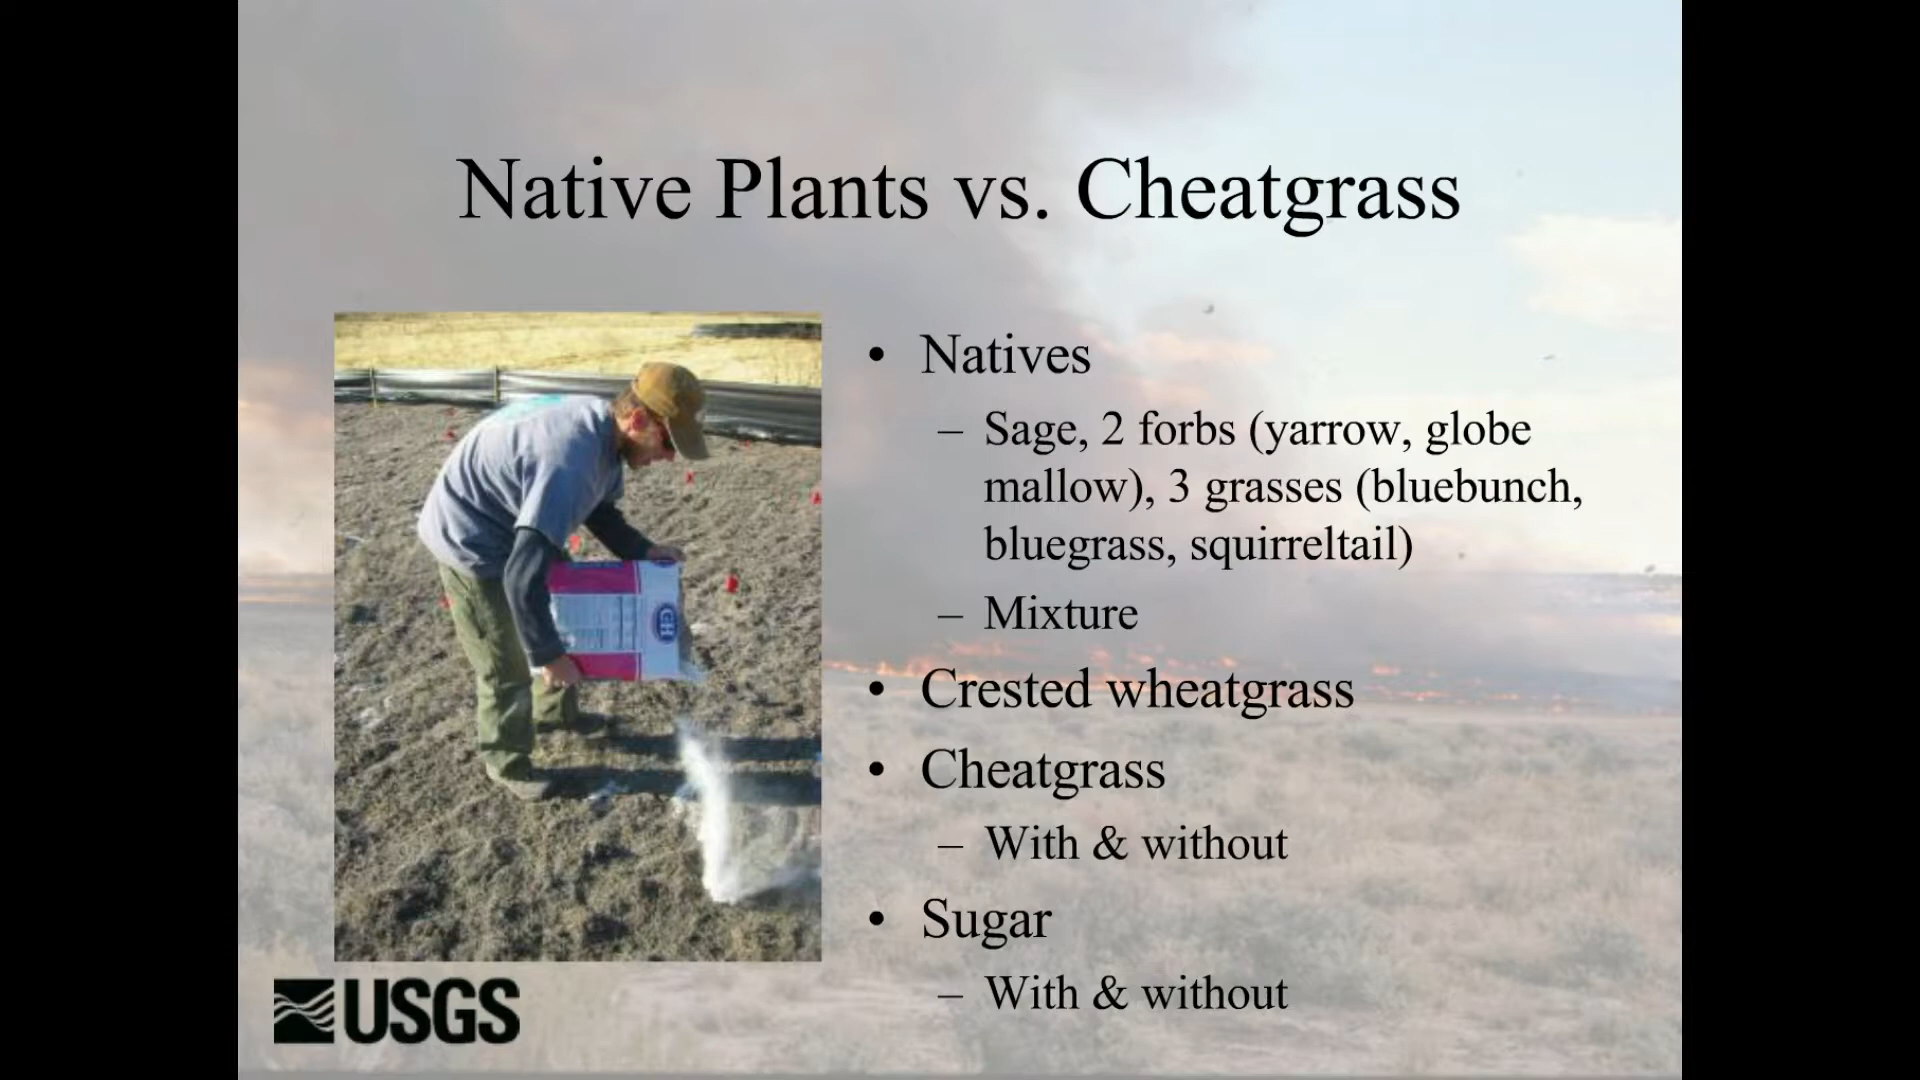 Native Plants vs. Cheatgrass
• Natives
– Sage, 2 forbs (yarrow, globe
mallow), 3 grasses (bluebunch,
bluegrass, squirreltail)
– Mixture
• Crested wheatgrass
• Cheatgrass
– With & without
• Sugar
– With & without
C&H
USGS